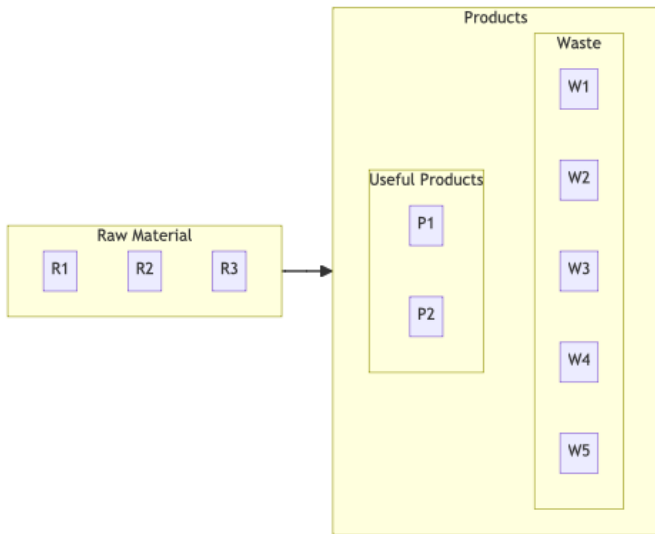 Raw Material
R1 R2 R3
Products
Useful Products
P1
P2
Waste
W1
W2
W3
W4
W5